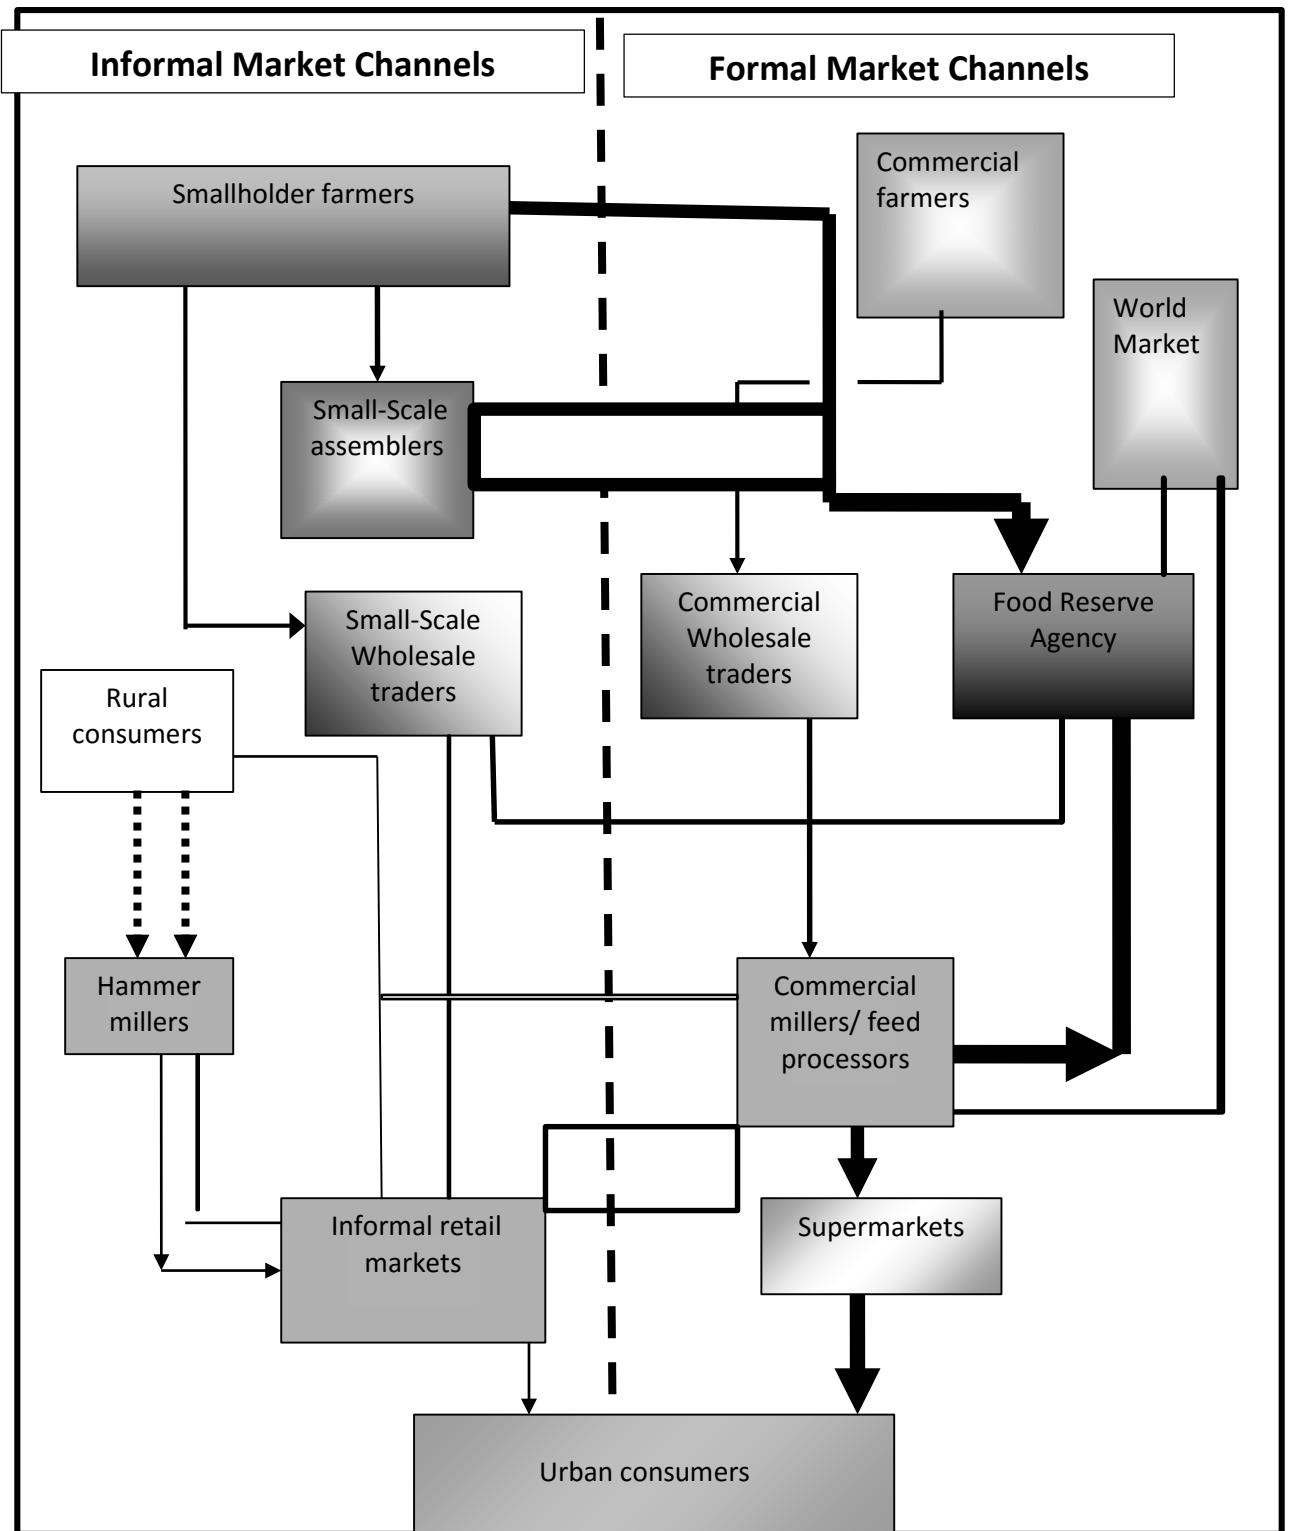 Informal Market Channels
Formal Market Channels
Commercial
farmers
Smallholder farmers
World
Market
Small-Scale
assemblers
Commercial
Wholesale
traders
Food Reserve
Agency
Small-Scale
Wholesale
traders
Rural
consumers
Hammer
millers
Commercial
millers/ feed
processors
Informal retail
markets
Supermarkets
Urban consumers